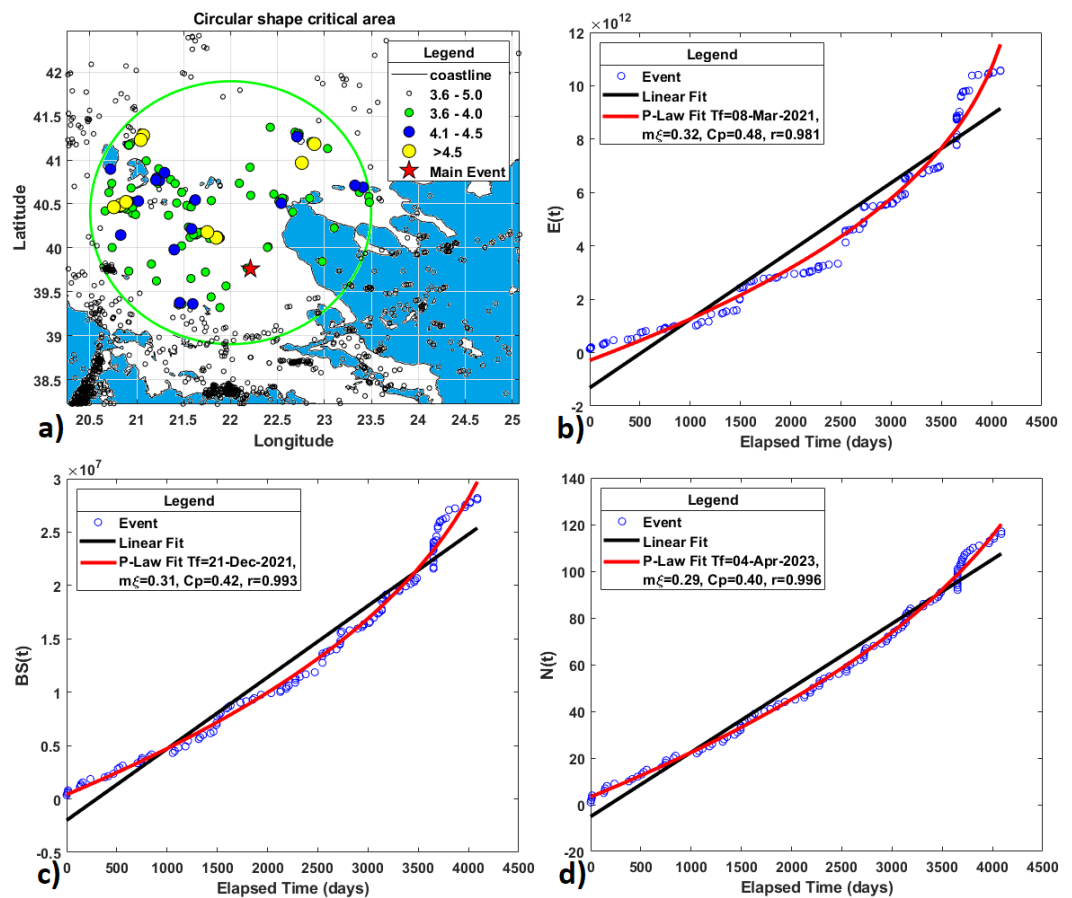 Circular shape critical area
Legend
coastline
3.6 - 5.0
3.6 - 4.0
4.1 - 4.5
>4.5
Main Event
42
41.5
41
40.5
40
39.5
39
38.5
Latitude
20.5 21 21.5 22 22.5 23 23.5 24 24.5 25
Longitude
a)
×10^12
Legend
Event
Linear Fit
P-Law Fit Tf=08-Mar-2021,
mξ=0.32, Cp=0.48, r=0.981
12
10
8
6
4
2
0
-2
E(t)
0 500 1000 1500 2000 2500 3000 3500 4000 4500
Elapsed Time (days)
b)
×10^7
Legend
Event
Linear Fit
P-Law Fit Tf=21-Dec-2021,
mξ=0.31, Cp=0.42, r=0.993
3
2.5
2
1.5
1
0.5
0
-0.5
BS(t)
0 500 1000 1500 2000 2500 3000 3500 4000 4500
Elapsed Time (days)
c)
Legend
Event
Linear Fit
P-Law Fit Tf=04-Apr-2023,
mξ=0.29, Cp=0.40, r=0.996
140
120
100
80
60
40
20
0
-20
N(t)
0 500 1000 1500 2000 2500 3000 3500 4000 4500
Elapsed Time (days)
d)